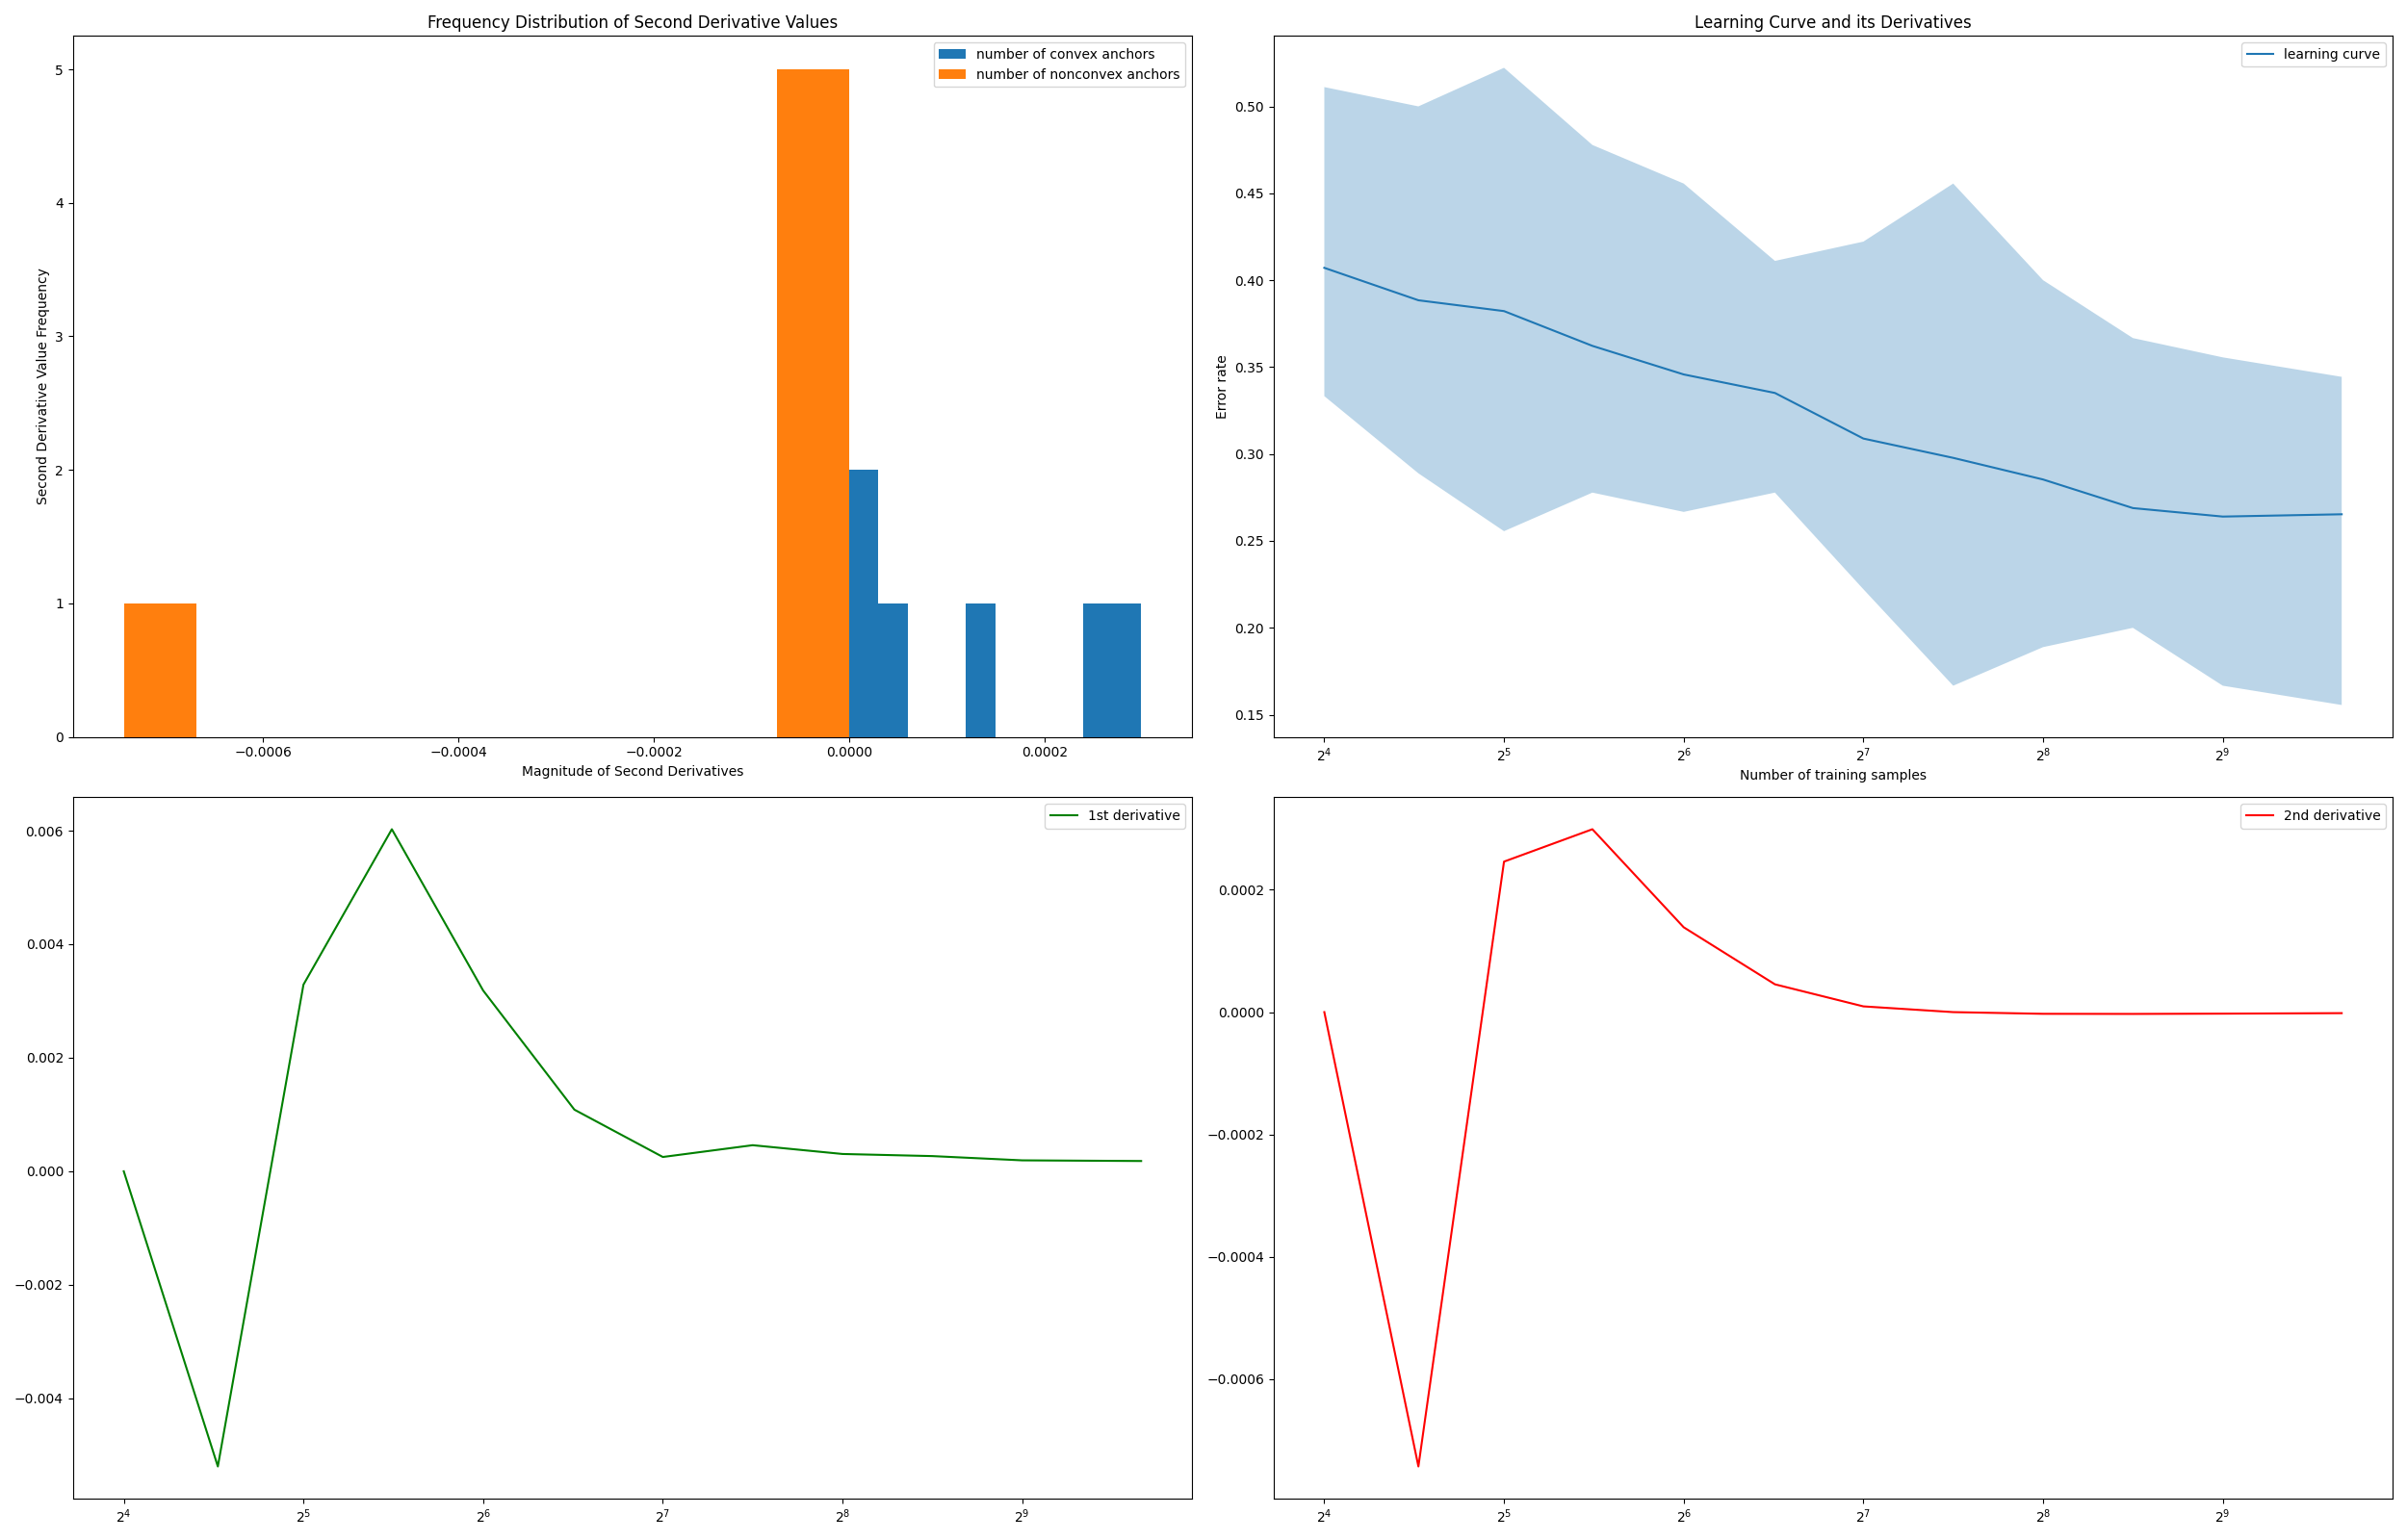 Frequency Distribution of Second Derivative Values
number of convex anchors
number of nonconvex anchors
Second Derivative Value Frequency
5
4
3
2
1
0
−0.0006 −0.0004 −0.0002 0.0000 0.0002
Magnitude of Second Derivatives
Learning Curve and its Derivatives
learning curve
Error rate
0.50
0.45
0.40
0.35
0.30
0.25
0.20
0.15
2⁴ 2⁵ 2⁶ 2⁷ 2⁸ 2⁹
Number of training samples
1st derivative
0.006
0.004
0.002
0.000
−0.002
−0.004
2⁴ 2⁵ 2⁶ 2⁷ 2⁸ 2⁹
2nd derivative
0.0002
0.0000
−0.0002
−0.0004
−0.0006
2⁴ 2⁵ 2⁶ 2⁷ 2⁸ 2⁹